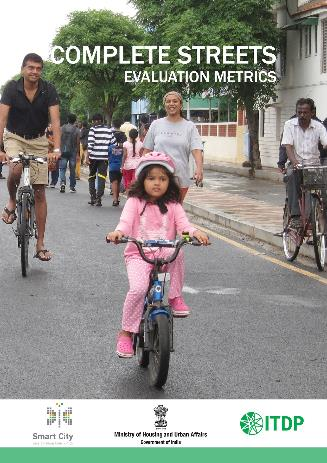 COMPLETE STREETS
EVALUATION METRICS
Smart City
Ministry of Housing and Urban Affairs
Government of India
ITDP